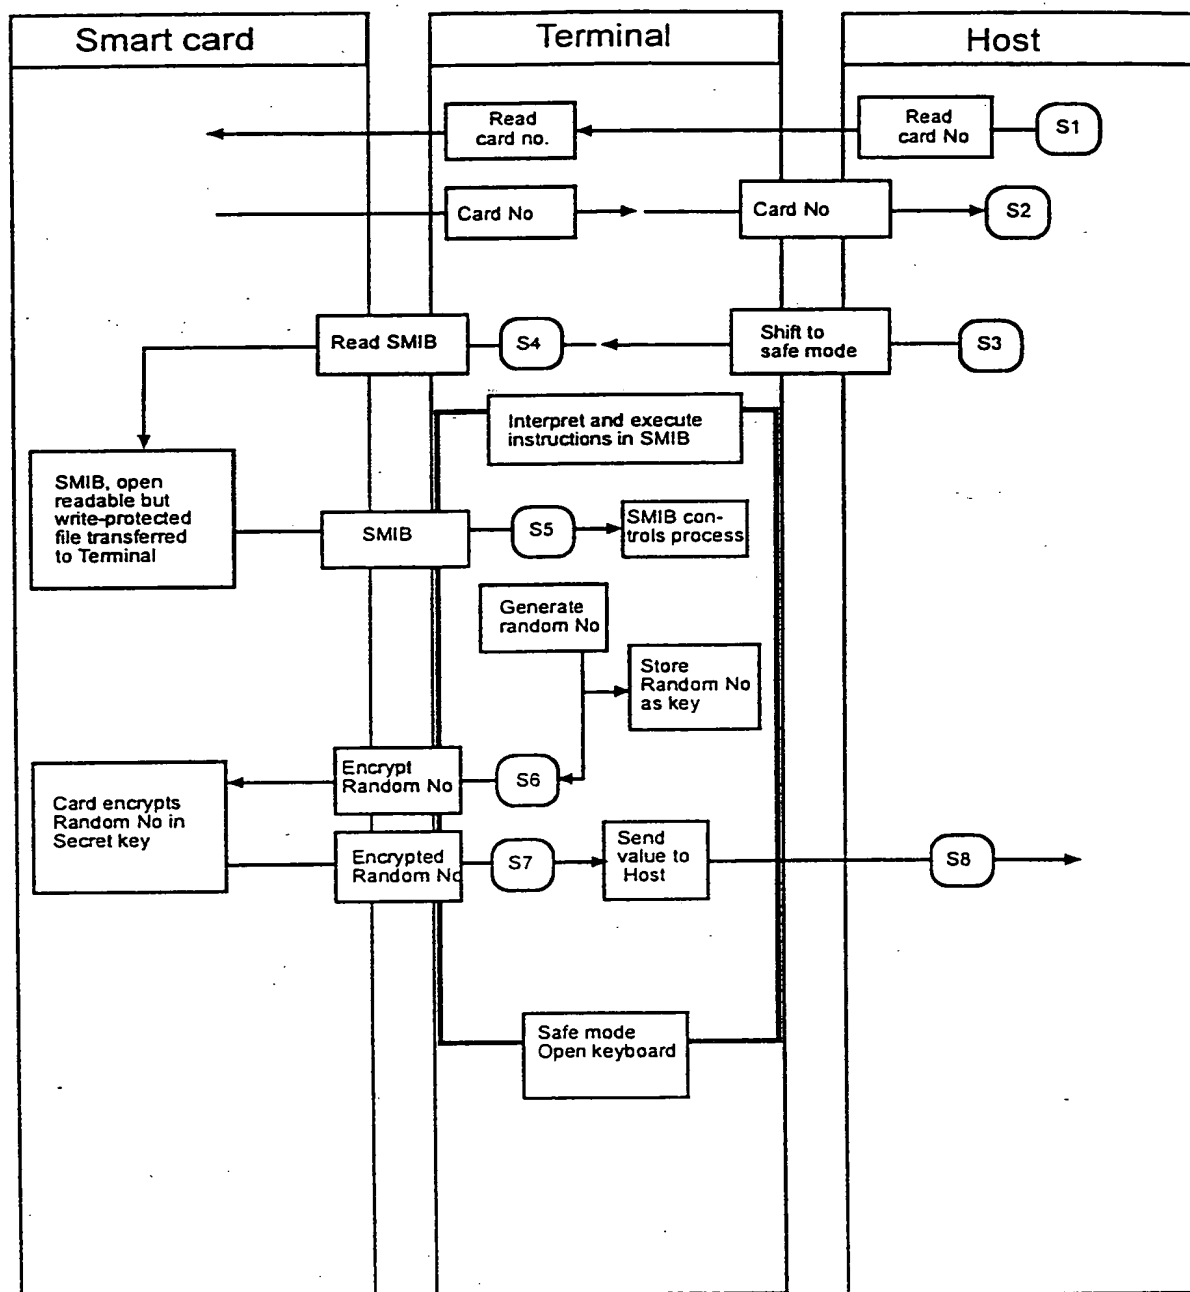 Smart card
Terminal
Host
Read
card no.
Read
card No
S1
Card No
Card No
S2
Read SMIB
S4
Shift to
safe mode
S3
Interpret and execute
instructions in SMIB
SMIB, open
readable but
write-protected
file transferred
to Terminal
SMIB
S5
SMIB con-
trols process
Generate
random No
Store
Random No
as key
Encrypt
Random No
S6
Card encrypts
Random No in
Secret key
Encrypted
Random No
S7
Send
value to
Host
S8
Safe mode
Open keyboard